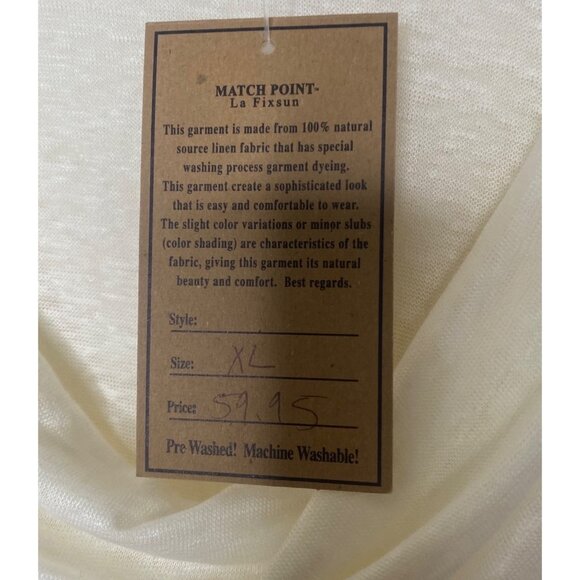 MATCH POINT™
La Fixsun
This garment is made from 100% natural
source linen fabric that has special
washing process garment dyeing.
This garment create a sophisticated look
that is easy and comfortable to wear.
The slight color variations or minor slubs
(color shading) are characteristics of the
fabric, giving this garment its natural
beauty and comfort. Best regards.
Style:
Size: XL
Price: 59.95
Pre Washed! Machine Washable!